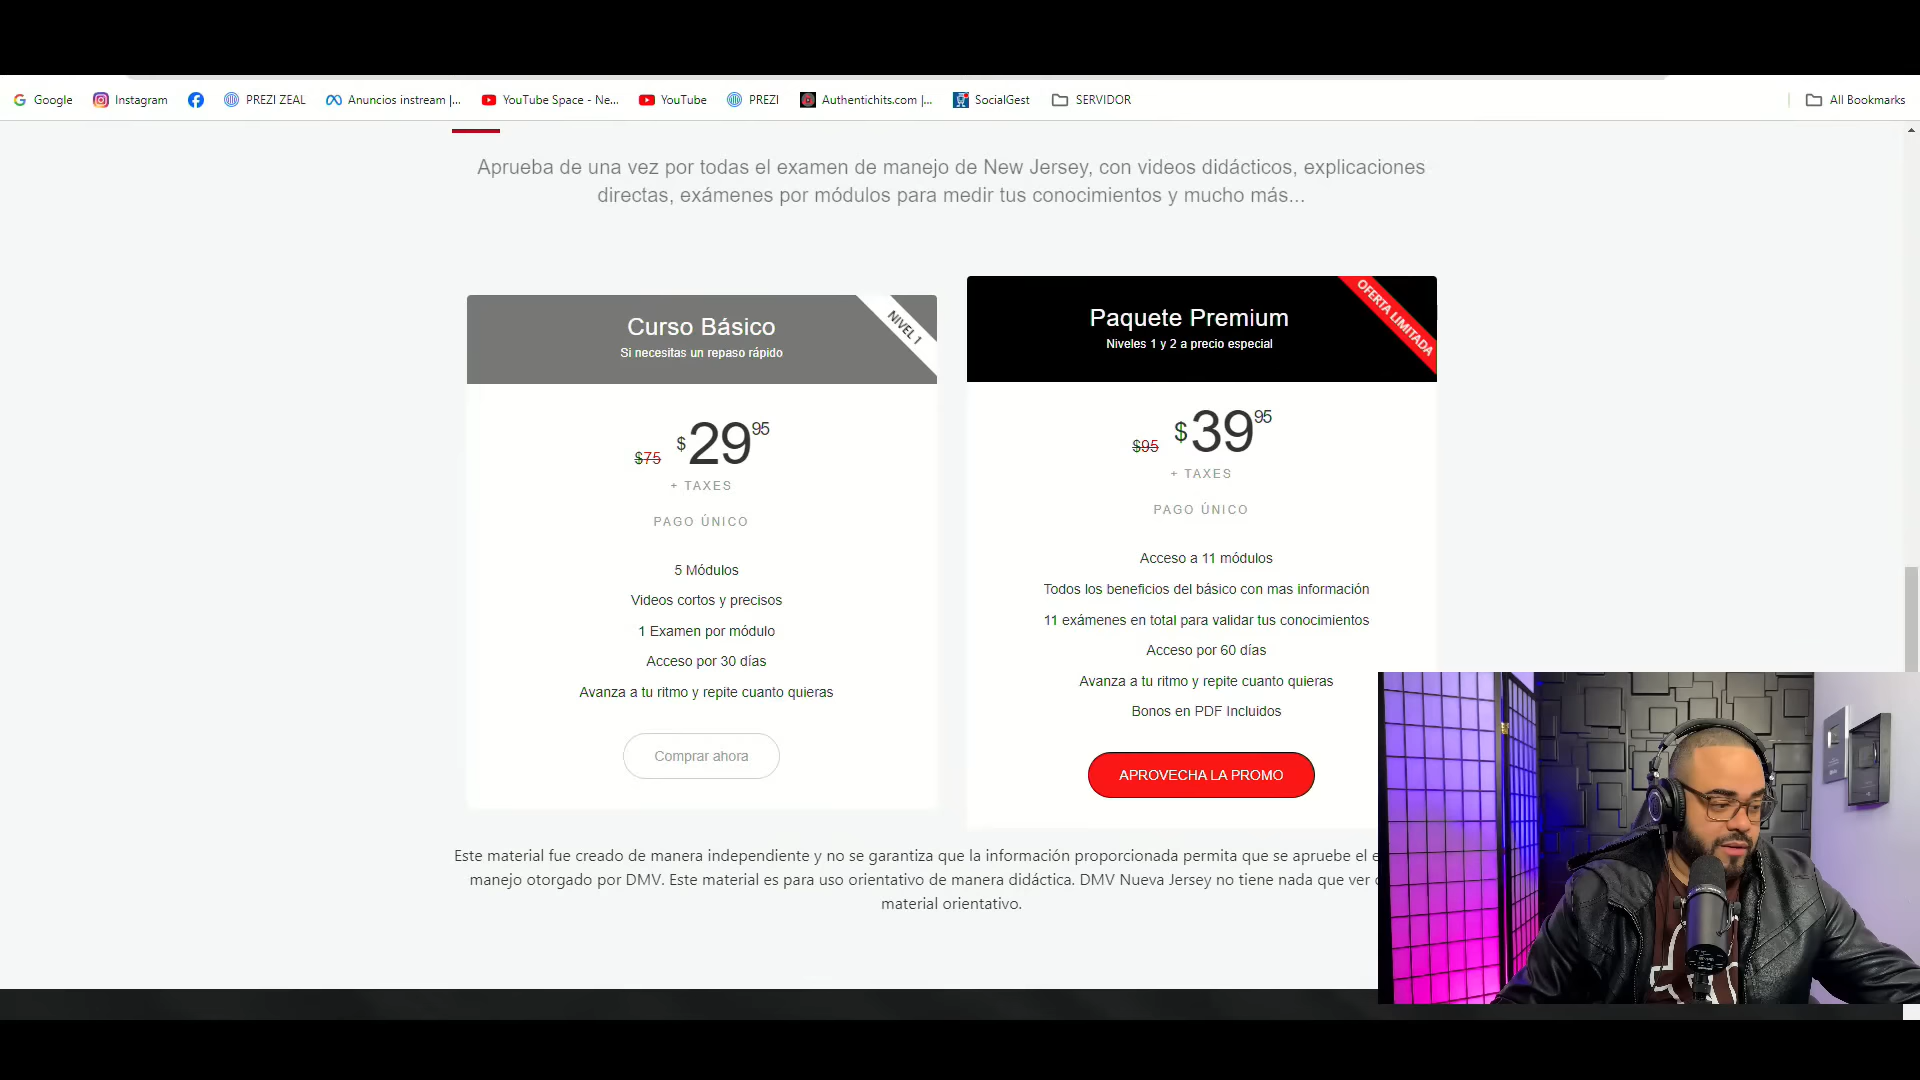 Google
Instagram
PREZI ZEAL
Anuncios instream |...
YouTube Space - Ne...
YouTube
PREZI
Authentichits.com |...
SocialGest
SERVIDOR
All Bookmarks
Aprueba de una vez por todas el examen de manejo de New Jersey, con videos didácticos, explicaciones
directas, exámenes por módulos para medir tus conocimientos y mucho más...
Curso Básico
Si necesitas un repaso rápido
NIVEL 1
$75 $29 95
+ TAXES
PAGO ÚNICO
5 Módulos
Videos cortos y precisos
1 Examen por módulo
Acceso por 30 días
Avanza a tu ritmo y repite cuanto quieras
Comprar ahora
Paquete Premium
Niveles 1 y 2 a precio especial
OFERTA LIMITADA
$95 $39 95
+ TAXES
PAGO ÚNICO
Acceso a 11 módulos
Todos los beneficios del básico con mas información
11 exámenes en total para validar tus conocimientos
Acceso por 60 días
Avanza a tu ritmo y repite cuanto quieras
Bonos en PDF Incluidos
APROVECHA LA PROMO
Este material fue creado de manera independiente y no se garantiza que la información proporcionada permita que se apruebe el
manejo otorgado por DMV. Este material es para uso orientativo de manera didáctica. DMV Nueva Jersey no tiene nada que ver
material orientativo.